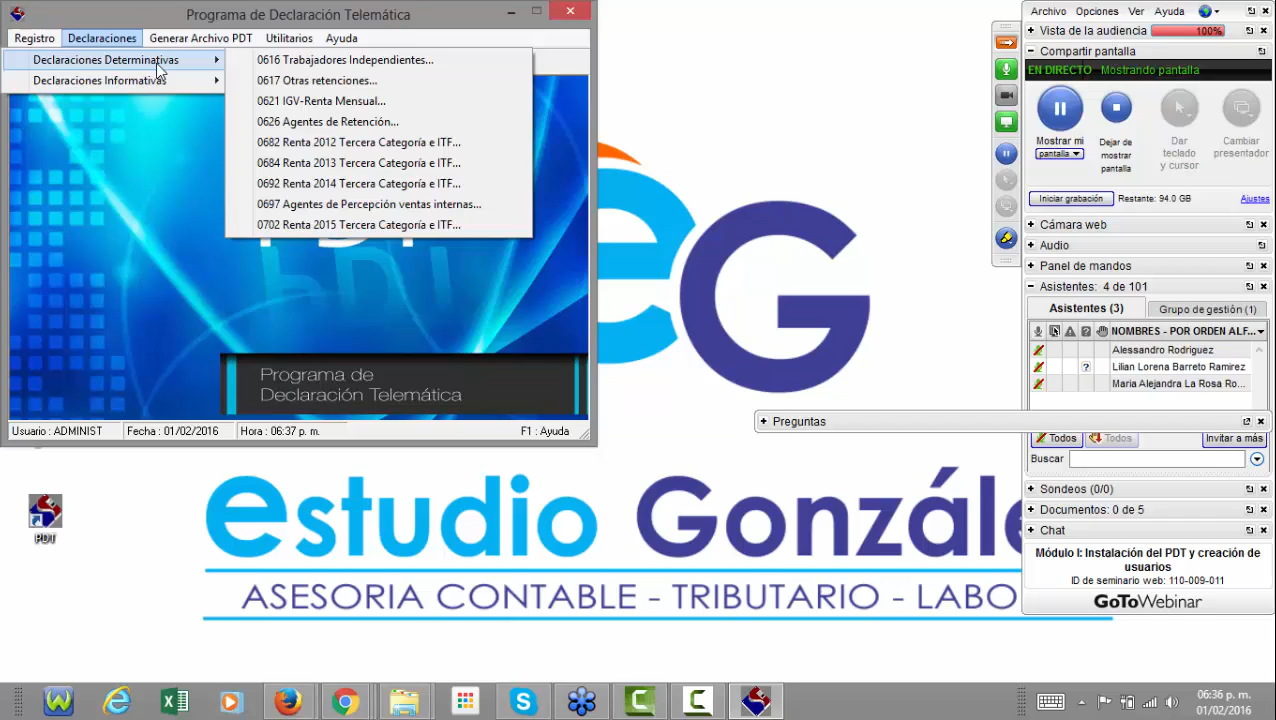 Programa de Declaración Telemática
Registro Declaraciones Generar Archivo PDT Utilitarios Ayuda
Declaraciones Determinativas
Declaraciones Informativas
0616 Trabajadores Independientes...
0617 Otras Retenciones...
0621 IGV-Renta Mensual...
0626 Agentes de Retención...
0682 Renta 2012 Tercera Categoría e ITF...
0684 Renta 2013 Tercera Categoría e ITF...
0692 Renta 2014 Tercera Categoría e ITF...
0697 Agentes de Percepción ventas internas...
0702 Renta 2015 Tercera Categoría e ITF...
Programa de
Declaración Telemática
Usuario : ADMINIST Fecha : 01/02/2016 Hora : 06:37 p. m. F1 : Ayuda
PDT
eG
estudio Gonzále
ASESORIA CONTABLE - TRIBUTARIO - LABO
Archivo Opciones Ver Ayuda
Vista de la audiencia 100%
Compartir pantalla
EN DIRECTO Mostrando pantalla
Mostrar mi
pantalla
Dejar de
mostrar
pantalla
Dar
teclado
y cursor
Cambiar
presentador
Iniciar grabación Restante: 94.0 GB Ajustes
Cámara web
Audio
Panel de mandos
Asistentes: 4 de 101
Asistentes (3) Grupo de gestión (1)
NOMBRES - POR ORDEN ALF...
Alessandro Rodriguez
Lilian Lorena Barreto Ramirez
Maria Alejandra La Rosa Ro...
Preguntas
Todos Todos Invitar a más
Buscar
Sondeos (0/0)
Documentos: 0 de 5
Chat
Módulo I: Instalación del PDT y creación de
usuarios
ID de seminario web: 110-009-011
GoToWebinar
06:36 p. m.
01/02/2016